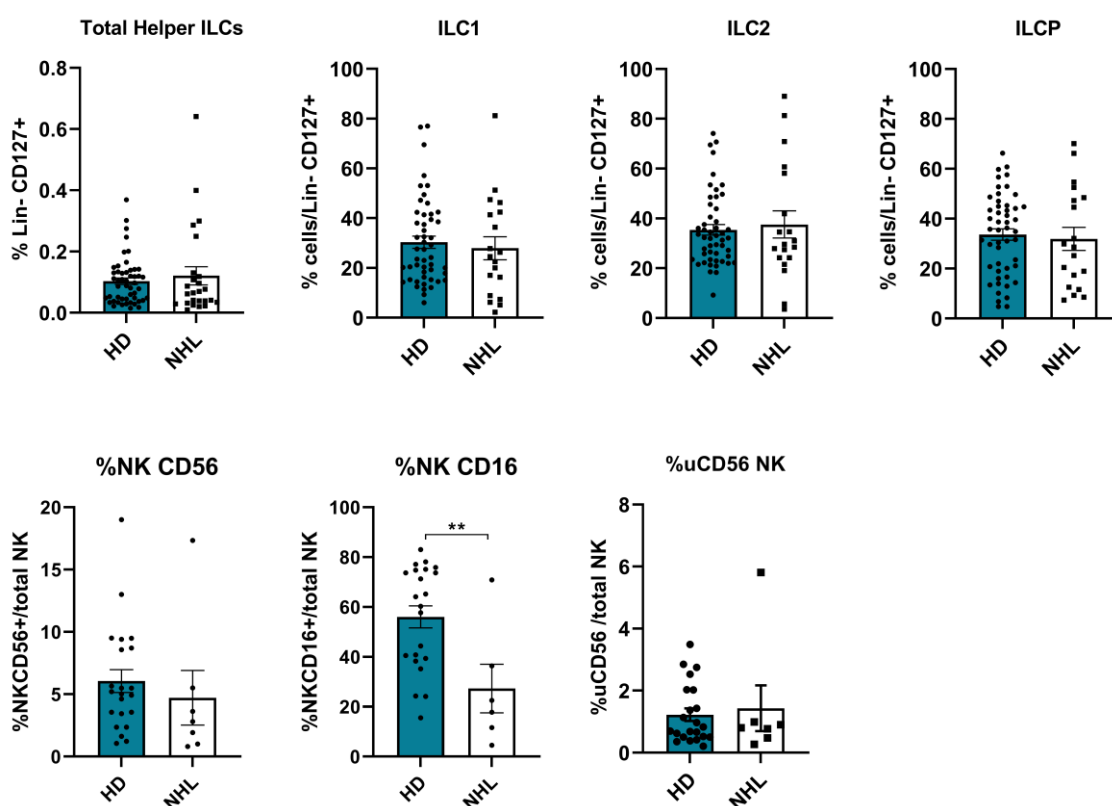 Total Helper ILCs
ILC1
ILC2
ILCP
% Lin- CD127+
0.8
0.6
0.4
0.2
0.0
HD
NHL
% cells/Lin- CD127+
100
80
60
40
20
0
HD
NHL
% cells/Lin- CD127+
100
80
60
40
20
0
HD
NHL
% cells/Lin- CD127+
100
80
60
40
20
0
HD
NHL
%NK CD56
%NK CD16
%uCD56 NK
%NKCD56+/total NK
20
15
10
5
0
HD
NHL
%NKCD16+/total NK
100
80
60
40
20
0
**
HD
NHL
%uCD56 /total NK
8
6
4
2
0
HD
NHL